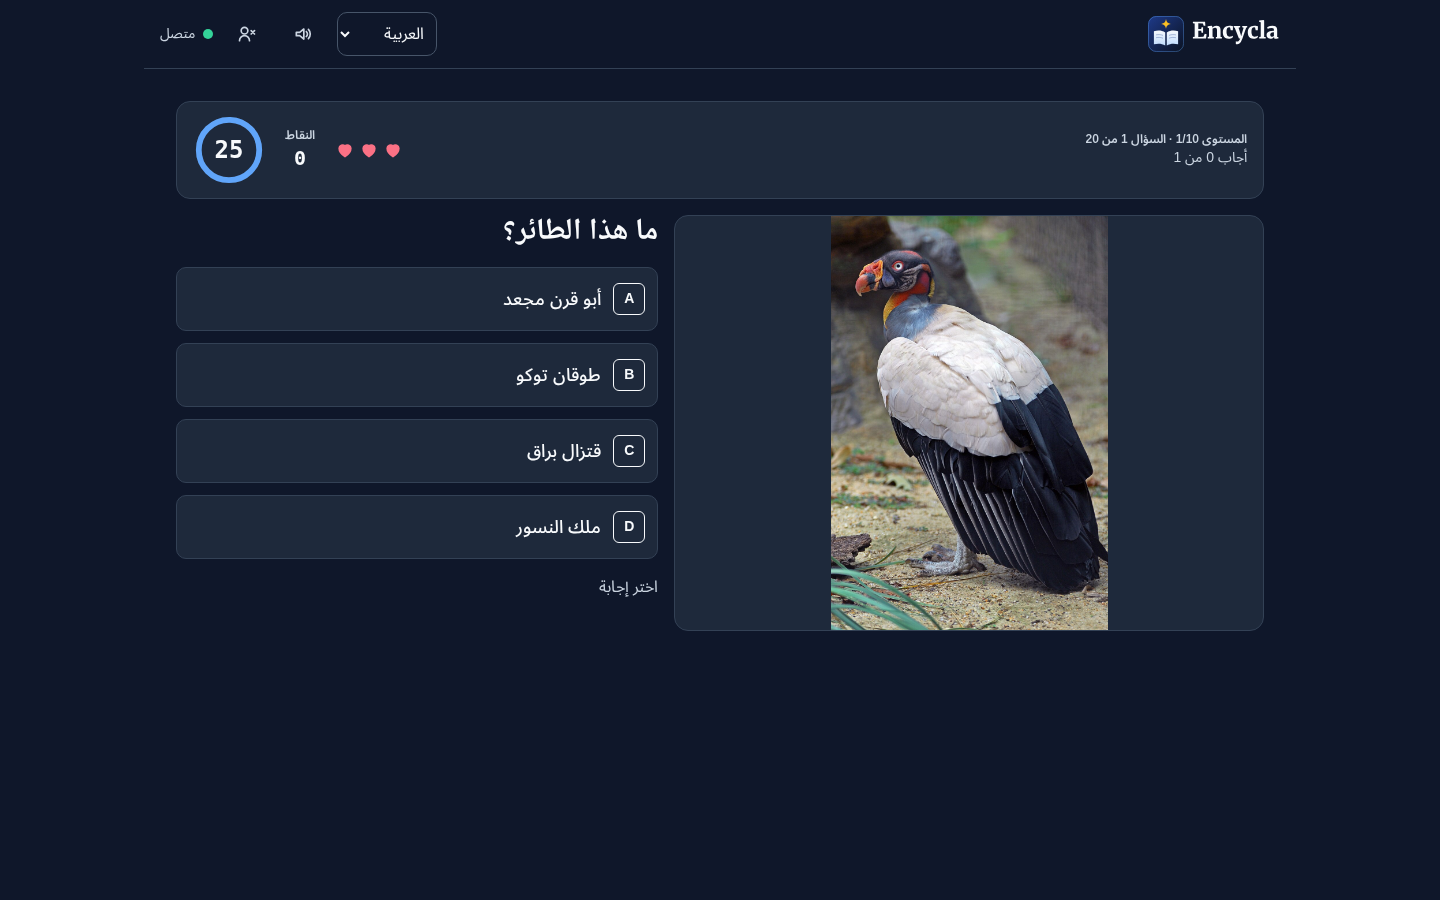 Encycla
العربية
متصل
المستوى 1/10 · السؤال 1 من 20
أجاب 0 من 1
النقاط
0
25
ما هذا الطائر؟
A أبو قرن مجعد
B طوقان توكو
C قتزال براق
D ملك النسور
اختر إجابة